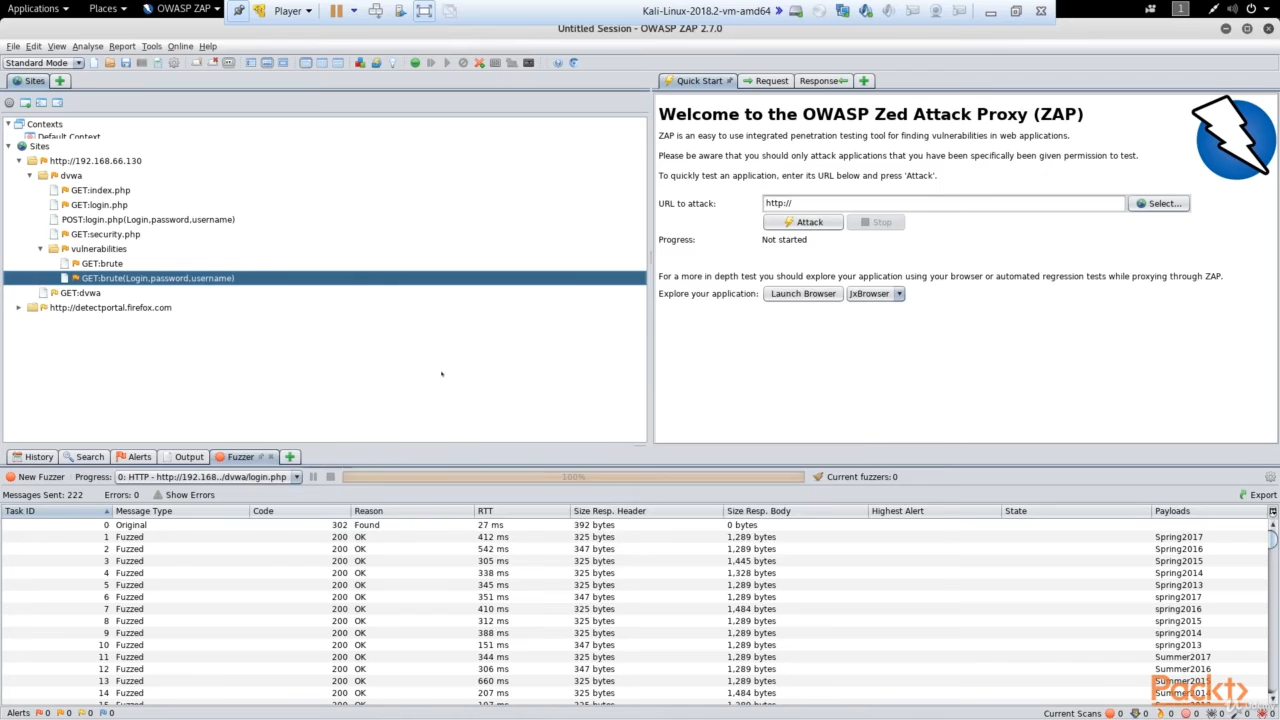 Applications Places OWASP ZAP Player Kali-Linux-2018.2-vm-amd64 1
Untitled Session - OWASP ZAP 2.7.0
File Edit View Analyse Report Tools Online Help
Standard Mode
Sites Quick Start Request Response
Contexts
Default Context
Sites
http://192.168.66.130
dvwa
GET:index.php
GET:login.php
POST:login.php(Login,password,username)
GET:security.php
vulnerabilities
GET:brute
GET:brute(Login,password,username)
GET:dvwa
http://detectportal.firefox.com
Welcome to the OWASP Zed Attack Proxy (ZAP)
ZAP is an easy to use integrated penetration testing tool for finding vulnerabilities in web applications.
Please be aware that you should only attack applications that you have been specifically been given permission to test.
To quickly test an application, enter its URL below and press 'Attack'.
URL to attack: http:// Select...
Attack Stop
Progress: Not started
For a more in depth test you should explore your application using your browser or automated regression tests while proxying through ZAP.
Explore your application: Launch Browser JxBrowser
History Search Alerts Output Fuzzer
New Fuzzer Progress: 0: HTTP - http://192.168../dvwa/login.php 100% Current fuzzers: 0
Messages Sent: 222 Errors: 0 Show Errors Export
Task ID Message Type Code Reason RTT Size Resp. Header Size Resp. Body Highest Alert State Payloads
0 Original 302 Found 27 ms 392 bytes 0 bytes
1 Fuzzed 200 OK 412 ms 325 bytes 1,289 bytes Spring2017
2 Fuzzed 200 OK 542 ms 347 bytes 1,289 bytes Spring2016
3 Fuzzed 200 OK 305 ms 325 bytes 1,445 bytes Spring2015
4 Fuzzed 200 OK 338 ms 325 bytes 1,328 bytes Spring2014
5 Fuzzed 200 OK 345 ms 325 bytes 1,289 bytes Spring2013
6 Fuzzed 200 OK 351 ms 347 bytes 1,289 bytes spring2017
7 Fuzzed 200 OK 410 ms 325 bytes 1,484 bytes spring2016
8 Fuzzed 200 OK 312 ms 325 bytes 1,289 bytes spring2015
9 Fuzzed 200 OK 388 ms 325 bytes 1,289 bytes spring2014
10 Fuzzed 200 OK 151 ms 347 bytes 1,289 bytes spring2013
11 Fuzzed 200 OK 344 ms 325 bytes 1,289 bytes Summer2017
12 Fuzzed 200 OK 306 ms 347 bytes 1,289 bytes Summer2016
13 Fuzzed 200 OK 660 ms 325 bytes 1,289 bytes Summer2015
14 Fuzzed 200 OK 207 ms 325 bytes 1,484 bytes Summer2014
Packt
Alerts 0 0 0 0 Current Scans 0 0 0 0 0 0 0